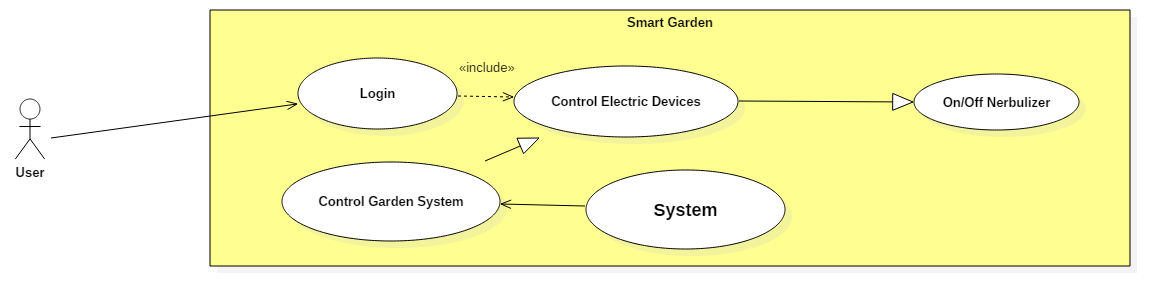 Smart Garden
«include»
Login
Control Electric Devices
On/Off Nerbulizer
User
Control Garden System
System